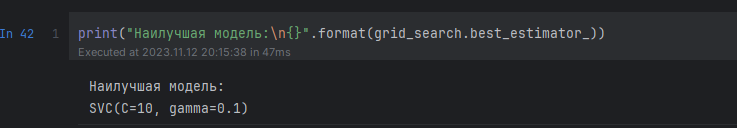 In 42 1 print("Наилучшая модель:\n{}".format(grid_search.best_estimator_))
Executed at 2023.11.12 20:15:38 in 47ms
Наилучшая модель:
SVC(C=10, gamma=0.1)